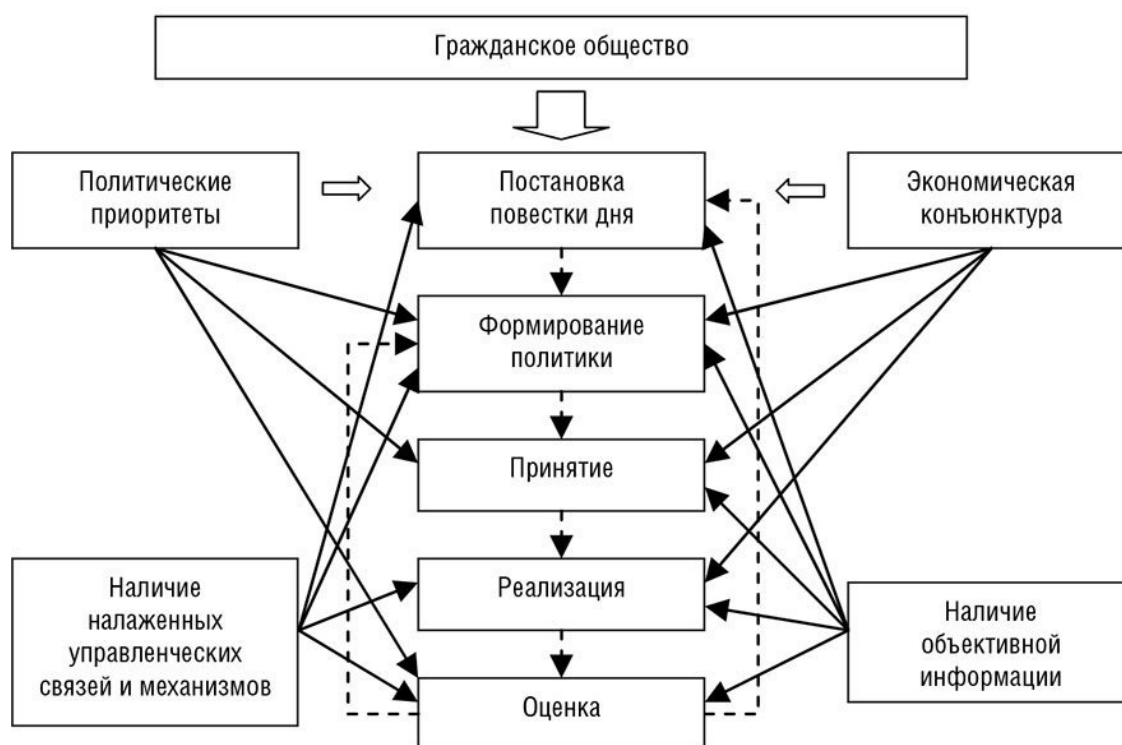 Гражданское общество
Политические
приоритеты
Постановка
повестки дня
Экономическая
конъюнктура
Формирование
политики
Принятие
Реализация
Наличие
налаженных
управленческих
связей и механизмов
Наличие
объективной
информации
Оценка